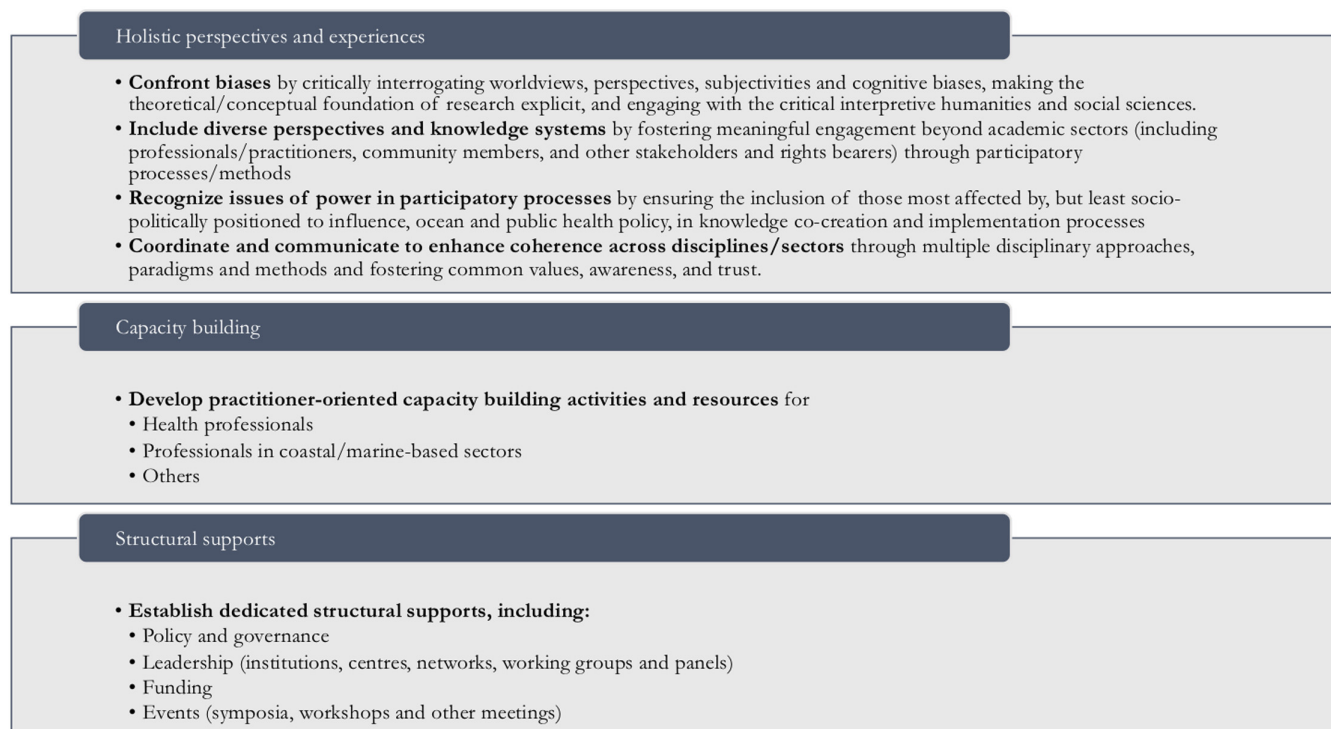 Holistic perspectives and experiences
• Confront biases by critically interrogating worldviews, perspectives, subjectivities and cognitive biases, making the
theoretical/conceptual foundation of research explicit, and engaging with the critical interpretive humanities and social sciences.
• Include diverse perspectives and knowledge systems by fostering meaningful engagement beyond academic sectors (including
professionals/practitioners, community members, and other stakeholders and rights bearers) through participatory
processes/methods
• Recognize issues of power in participatory processes by ensuring the inclusion of those most affected by, but least socio-
politically positioned to influence, ocean and public health policy, in knowledge co-creation and implementation processes
• Coordinate and communicate to enhance coherence across disciplines/sectors through multiple disciplinary approaches,
paradigms and methods and fostering common values, awareness, and trust.
Capacity building
• Develop practitioner-oriented capacity building activities and resources for
• Health professionals
• Professionals in coastal/marine-based sectors
• Others
Structural supports
• Establish dedicated structural supports, including:
• Policy and governance
• Leadership (institutions, centres, networks, working groups and panels)
• Funding
• Events (symposia, workshops and other meetings)